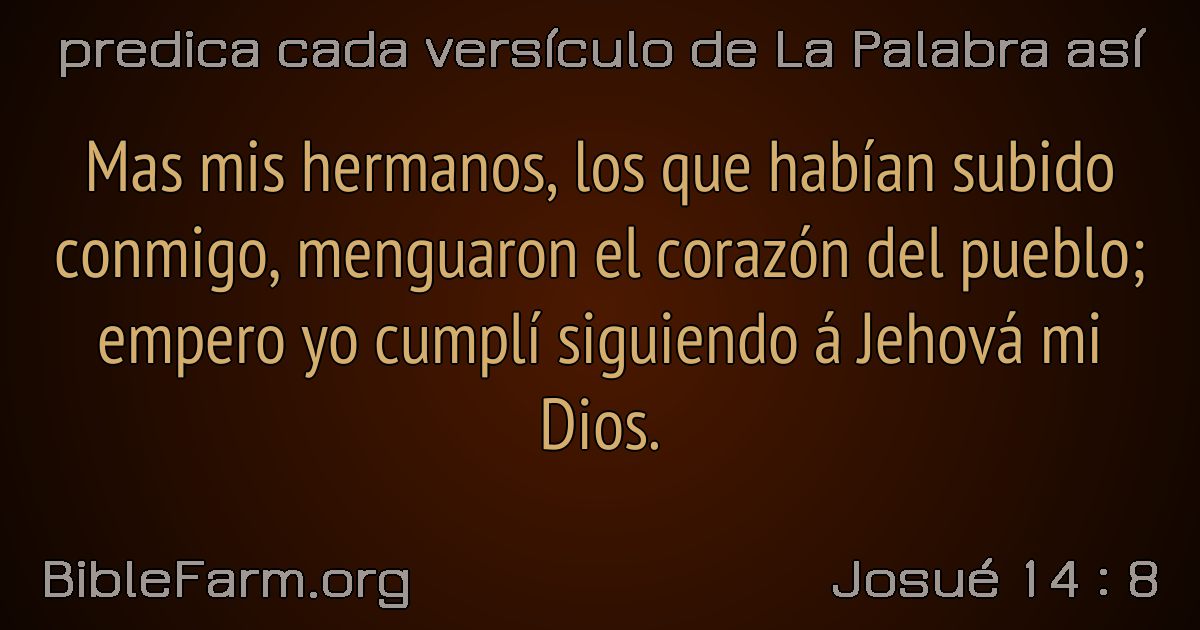 predica cada versículo de La Palabra así
Mas mis hermanos, los que habían subido
conmigo, menguaron el corazón del pueblo;
empero yo cumplí siguiendo á Jehová mi
Dios.
BibleFarm.org
Josué 14 : 8